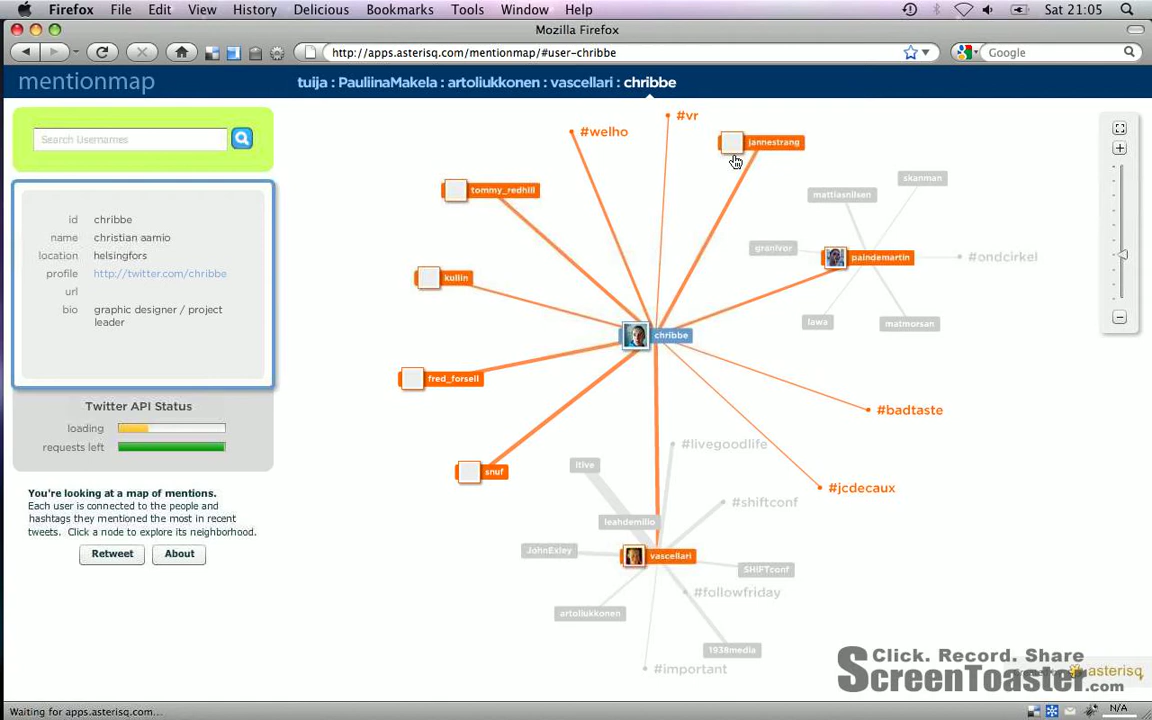 Firefox File Edit View History Delicious Bookmarks Tools Window Help Sat 21:05
Mozilla Firefox
http://apps.asterisq.com/mentionmap/#user-chribbe
Google
mentionmap
tuija : PauliinaMakela : artoliukkonen : vascellari : chribbe
Search Usernames
id chribbe
name christian aamio
location helsingfors
profile http://twitter.com/chribbe
url
bio graphic designer / project
leader
Twitter API Status
loading
requests left
You're looking at a map of mentions.
Each user is connected to the people and
hashtags they mentioned the most in recent
tweets. Click a node to explore its neighborhood.
Retweet About
#vr
#welho
jannestrang
tommy_redhill
skanman
mattiasnilsen
granivor
#ondcirkel
paindemartin
kullin
lawa
matmorsan
chribbe
fred_forsell
#badtaste
#livegoodlife
ltive
snuf
#jcdecaux
#shiftconf
leahdemilo
JohnExley
vascellari
SHIFTconf
#followfriday
artoliukkonen
1938media
#important
Click. Record. Share
ScreenToaster.com
asterisq
Waiting for apps.asterisq.com...
N/A